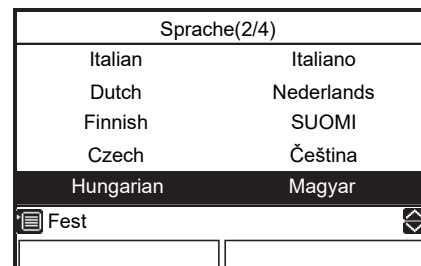 Sprache(2/4)
Italian Italiano
Dutch Nederlands
Finnish SUOMI
Czech Čeština
Hungarian Magyar
Fest